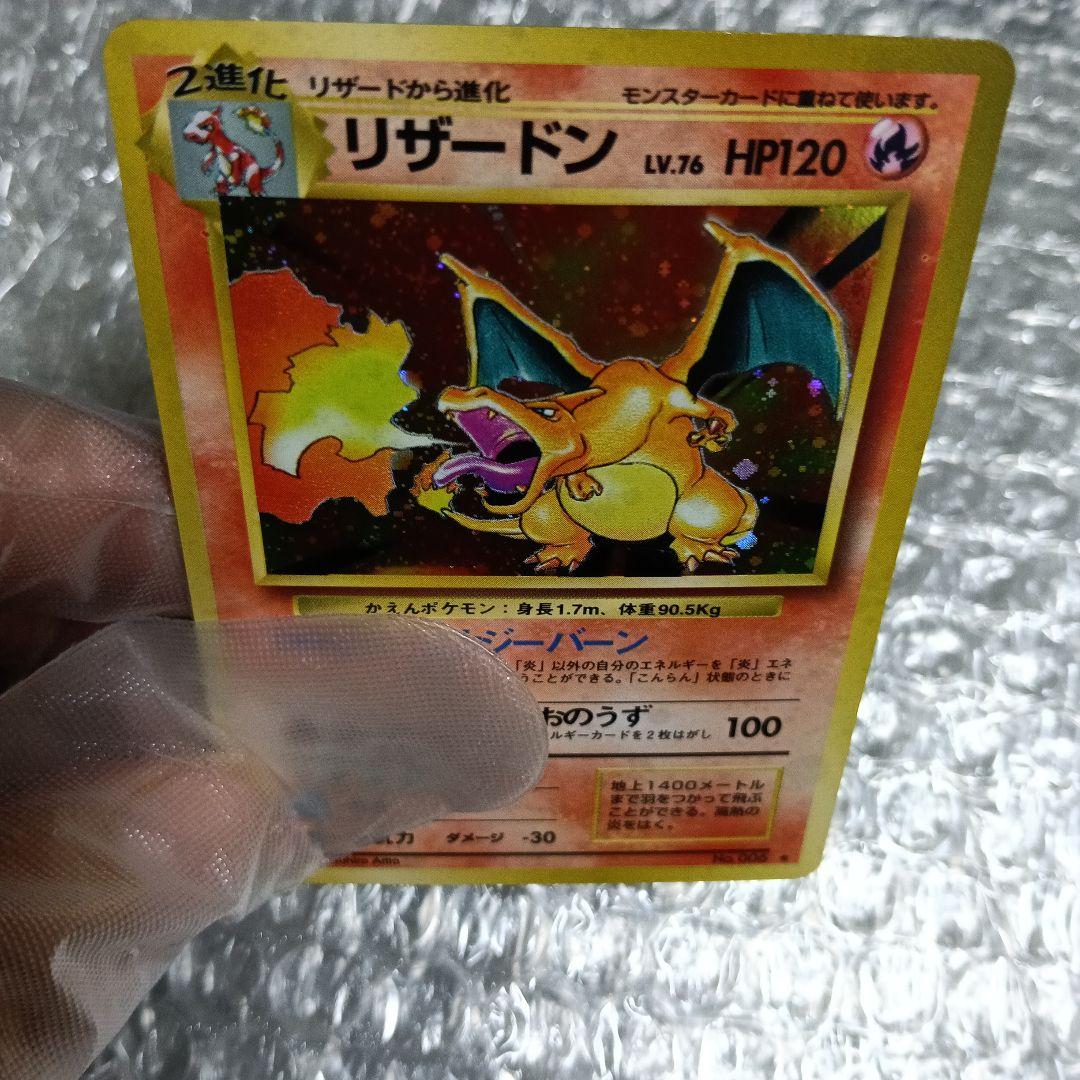 2進化
リザードから進化
モンスターカードに重ねて使います。
リザードン LV.76 HP120
かえんポケモン：身長1.7m、体重90.5Kg
ジーバーン
「炎」以外の自分のエネルギーを「炎」エネ
うことができる。「こんらん」状態のときに
おのうず 100
ルギーカードを2枚はがし
地上1400メートル
まで羽をつかって飛ぶ
ことができる。高熱の
炎をはく。
抗力 ダメージ -30
No.006 ★